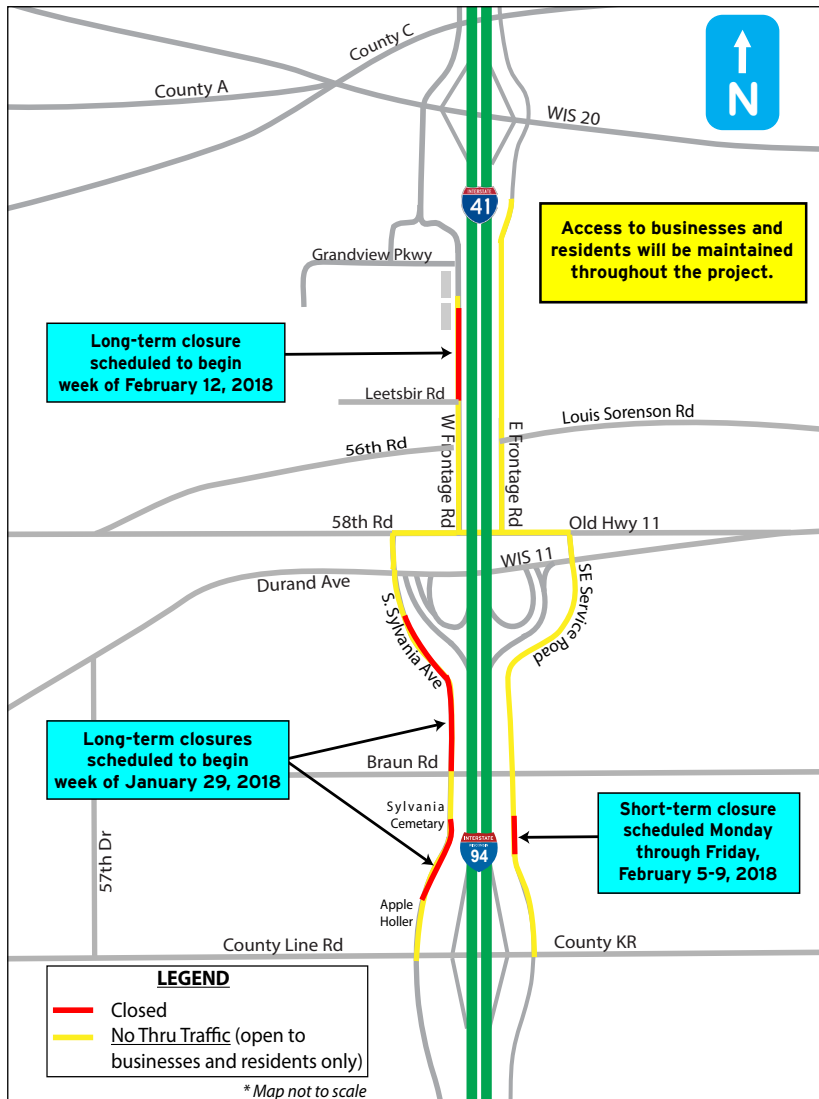 County C
County A
WIS 20
N
INTERSTATE
41
Access to businesses and
residents will be maintained
throughout the project.
Grandview Pkwy
Long-term closure
scheduled to begin
week of February 12, 2018
Leetsbir Rd
W Frontage Rd
E Frontage Rd
Louis Sorenson Rd
56th Rd
58th Rd
Old Hwy 11
WIS 11
Durand Ave
S. Sylvania Ave
SE Service Road
Long-term closures
scheduled to begin
week of January 29, 2018
Braun Rd
Sylvania
Cemetary
INTERSTATE
WISCONSIN
94
Short-term closure
scheduled Monday
through Friday,
February 5-9, 2018
57th Dr
Apple
Holler
County Line Rd
County KR
LEGEND
Closed
No Thru Traffic (open to
businesses and residents only)
* Map not to scale